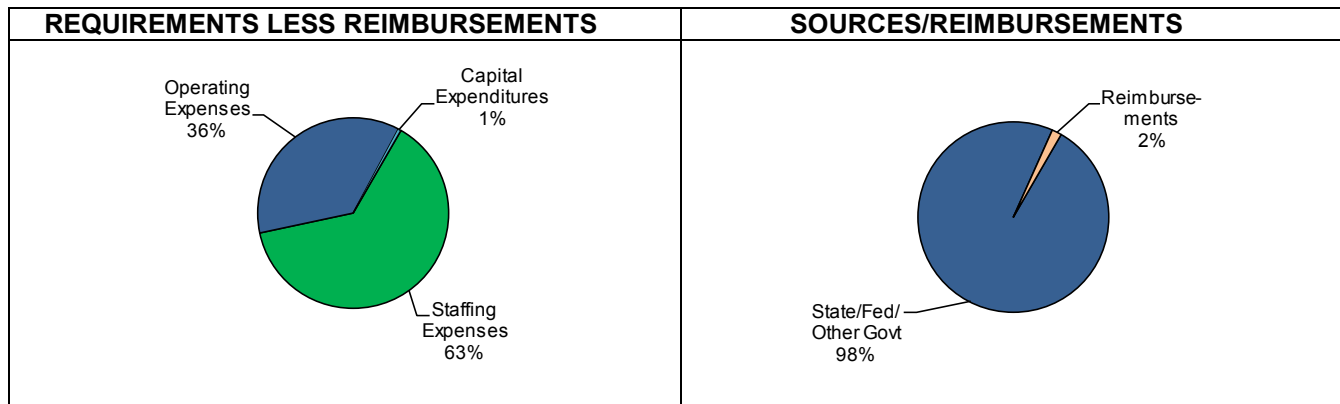 REQUIREMENTS LESS REIMBURSEMENTS
SOURCES/REIMBURSEMENTS
Operating
Expenses
36%
Capital
Expenditures
1%
Staffing
Expenses
63%
Reimburse-
ments
2%
State/Fed/
Other Govt
98%